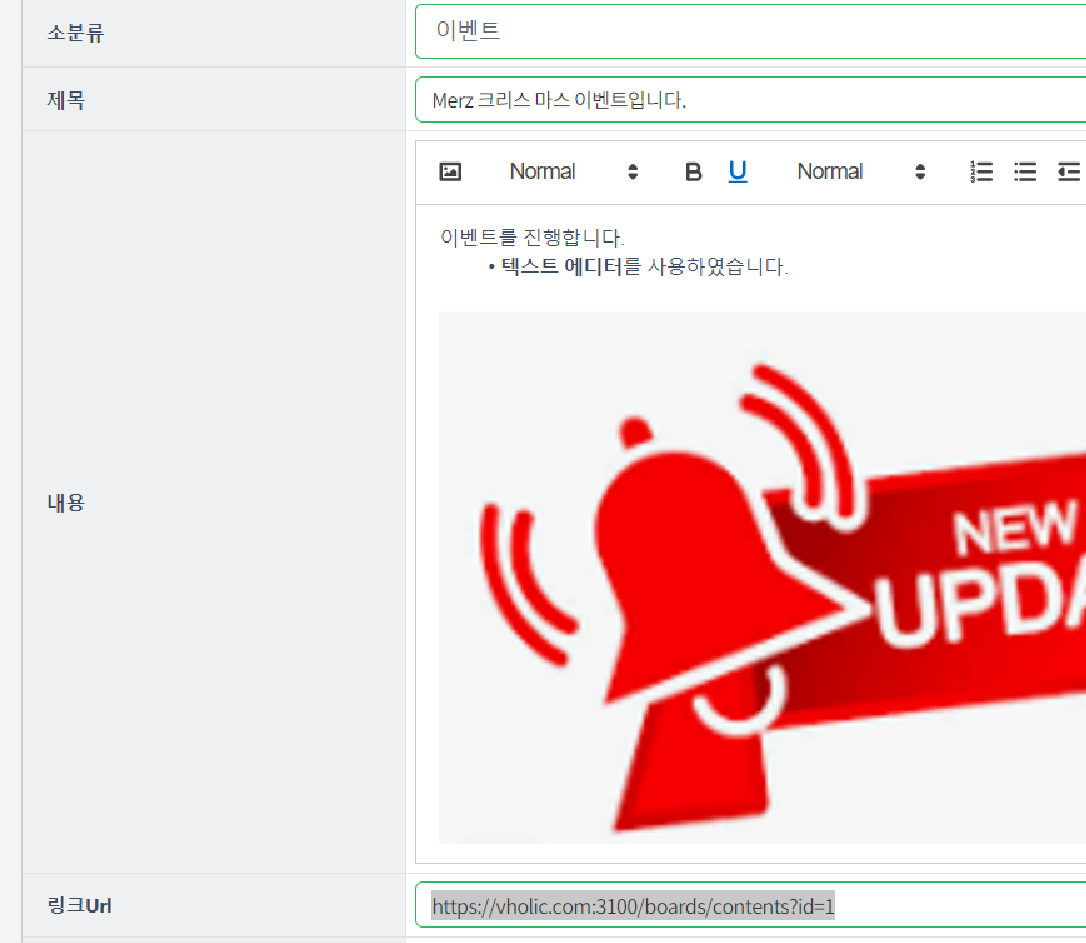 소분류
이벤트
제목
Merz 크리스 마스 이벤트입니다.
Normal B U Normal
내용
이벤트를 진행합니다.
• 텍스트 에디터를 사용하였습니다.
NEW
UPDA
링크Url
https://vholic.com:3100/boards/contents?id=1